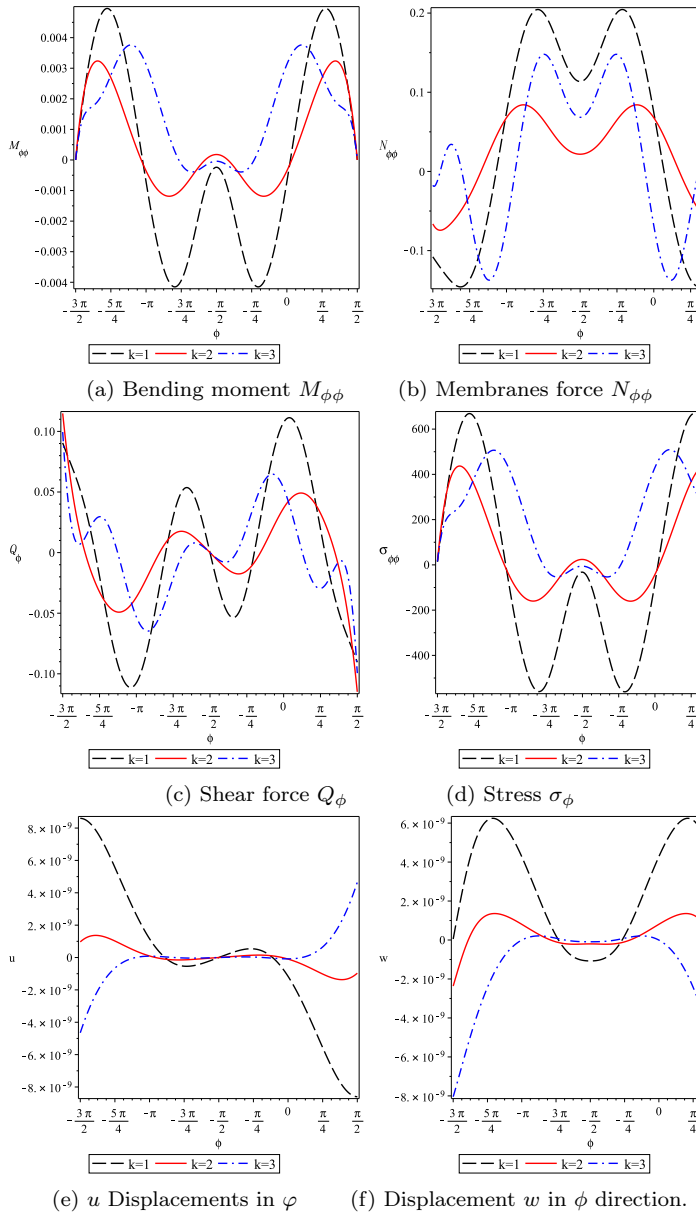 0.005
0.004
0.003
0.002
0.001
M_ϕϕ
0
−0.001
−0.002
−0.003
0.004
−3π/2 −5π/4 −π −3π/4 −π/2 −π/4 0 π/4 π/2
ϕ
k=1 k=2 k=3
(a) Bending moment M_ϕϕ
0.2
0.1
N_ϕϕ
0
−0.1
−3π/2 −5π/4 −π −3π/4 −π/2 −π/4 0 π/4
ϕ
k=1 k=2 k=3
(b) Membranes force N_ϕϕ
0.10
0.05
Q_ϕ
0
−0.05
−0.10
−3π/2 −5π/4 −π −3π/4 −π/2 −π/4 0 π/4 π/2
ϕ
k=1 k=2 k=3
(c) Shear force Q_ϕ
600
400
200
σ_ϕϕ
0
−200
−400
−3π/2 −5π/4 −π −3π/4 −π/2 −π/4 0 π/4
ϕ
k=1 k=2 k=3
(d) Stress σ_ϕ
8. × 10^-9
6. × 10^-9
4. × 10^-9
2. × 10^-9
u
0
−2. × 10^-9
−4. × 10^-9
−6. × 10^-9
−8. × 10^-9
−3π/2 −5π/4 −π −3π/4 −π/2 −π/4 0 π/4 π/2
ϕ
k=1 k=2 k=3
(e) u Displacements in φ
6. × 10^-9
4. × 10^-9
2. × 10^-9
w
0
−2. × 10^-9
−4. × 10^-9
−6. × 10^-9
−8. × 10^-9
−3π/2 −5π/4 −π −3π/4 −π/2 −π/4 0 π/4
ϕ
k=1 k=2 k=3
(f) Displacement w in ϕ direction.